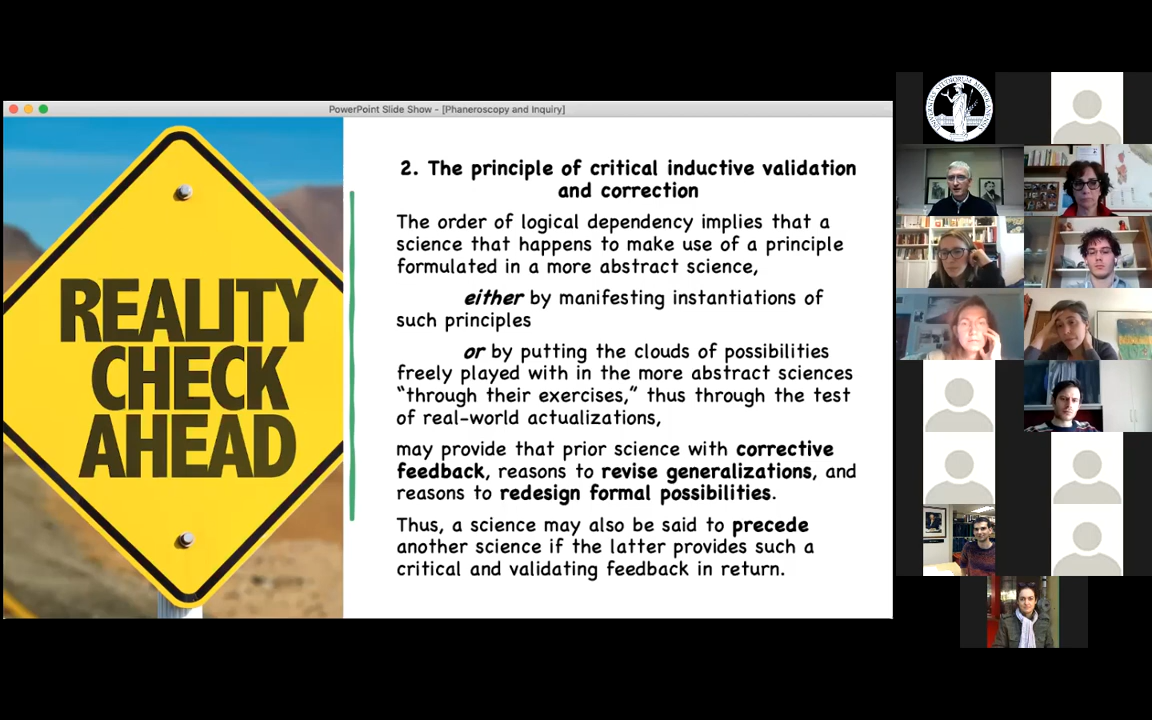 PowerPoint Slide Show - [Phaneroscopy and Inquiry]
REALITY
CHECK
AHEAD
2. The principle of critical inductive validation
and correction
The order of logical dependency implies that a
science that happens to make use of a principle
formulated in a more abstract science,
either by manifesting instantiations of
such principles
or by putting the clouds of possibilities
freely played with in the more abstract sciences
“through their exercises,” thus through the test
of real-world actualizations,
may provide that prior science with corrective
feedback, reasons to revise generalizations, and
reasons to redesign formal possibilities.
Thus, a science may also be said to precede
another science if the latter provides such a
critical and validating feedback in return.